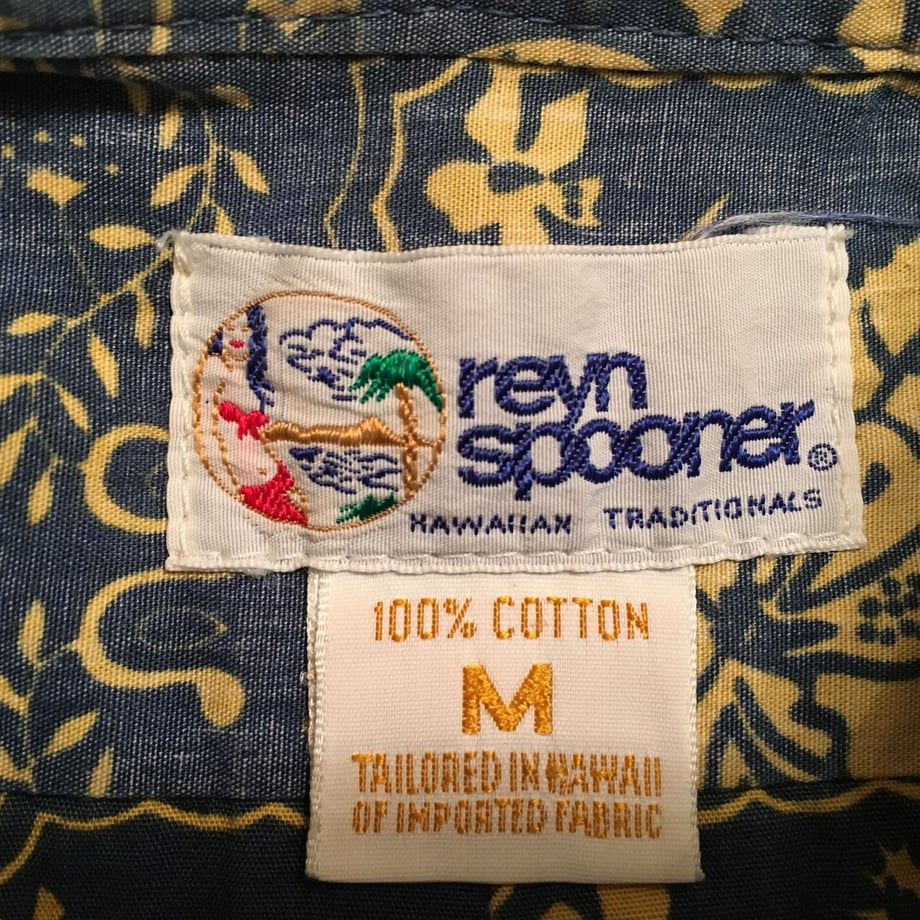 reyn
spooner®
HAWAIIAN TRADITIONALS
100% COTTON
M
TAILORED IN HAWAII
OF IMPORTED FABRIC